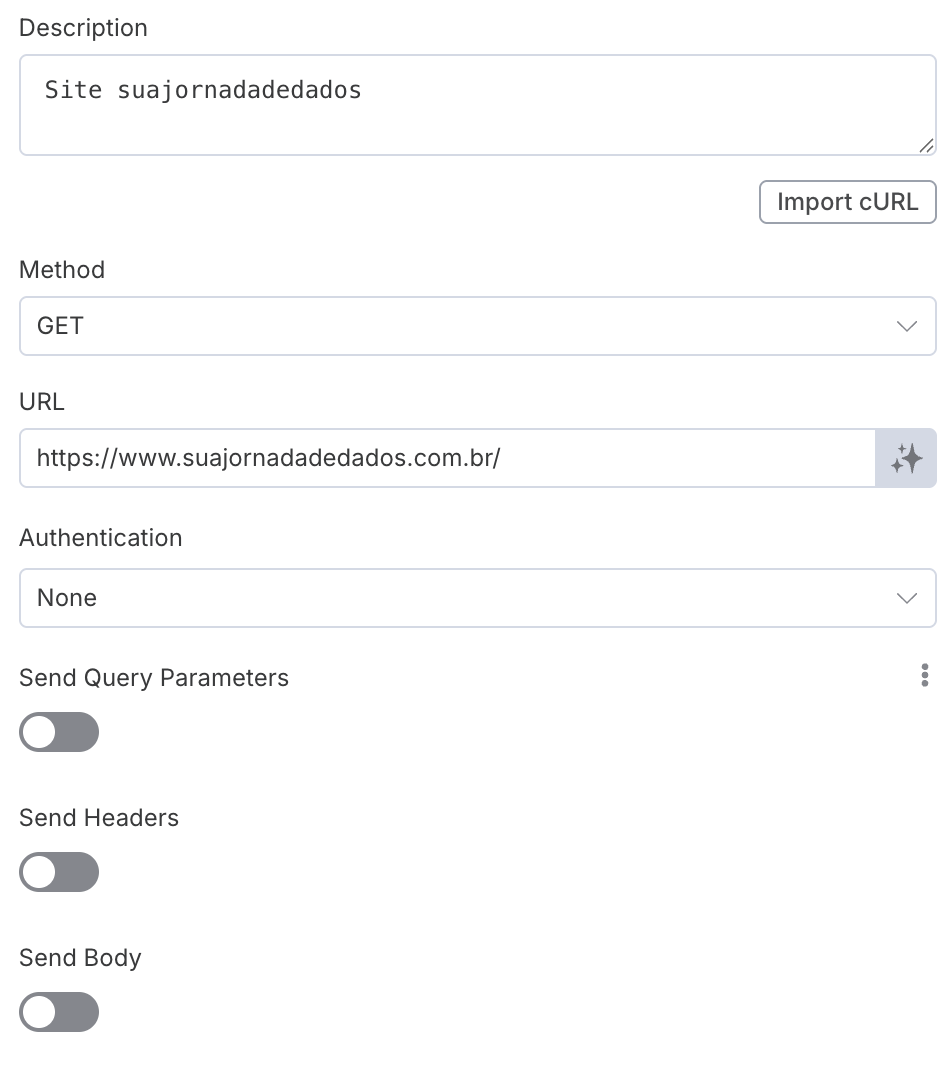 Description
Site suajornadadedados
Import cURL
Method
GET
URL
https://www.suajornadadedados.com.br/
Authentication
None
Send Query Parameters
Send Headers
Send Body